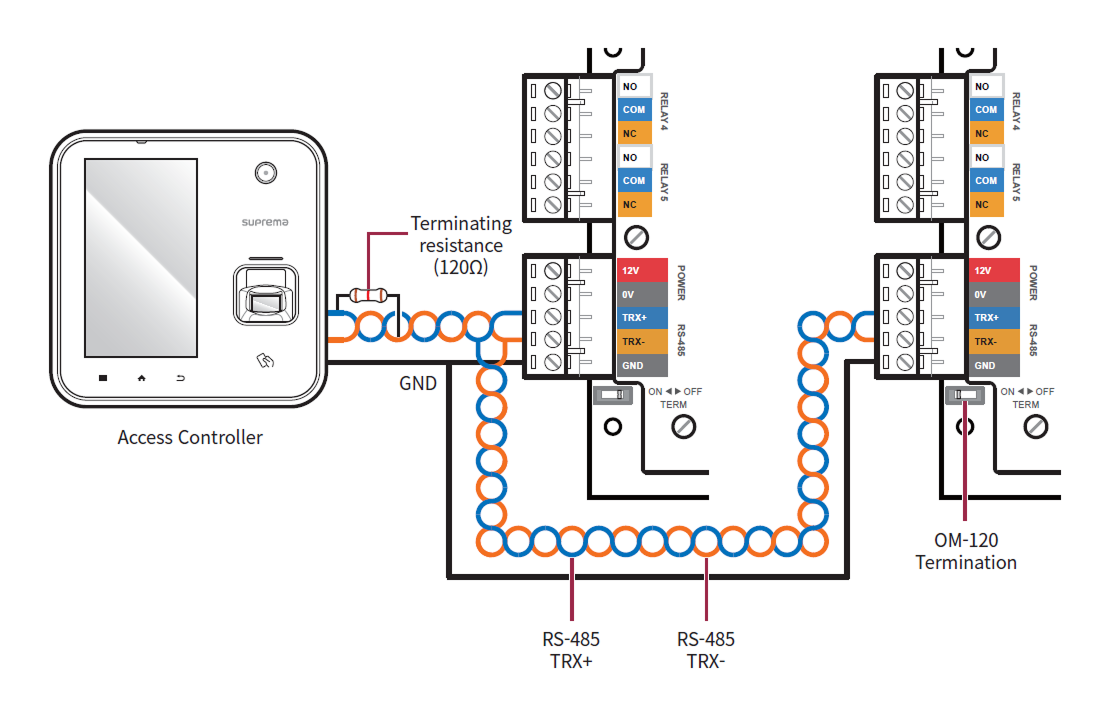 NO
COM
NC
RELAY 4
NO
COM
NC
RELAY 5
12V
0V
POWER
TRX+
TRX-
GND
RS-485
ON ◄ ► OFF
TERM
NO
COM
NC
RELAY 4
NO
COM
NC
RELAY 5
12V
0V
POWER
TRX+
TRX-
GND
RS-485
ON ◄ ► OFF
TERM
suprema
Terminating
resistance
(120Ω)
GND
Access Controller
OM-120
Termination
RS-485
TRX+
RS-485
TRX-